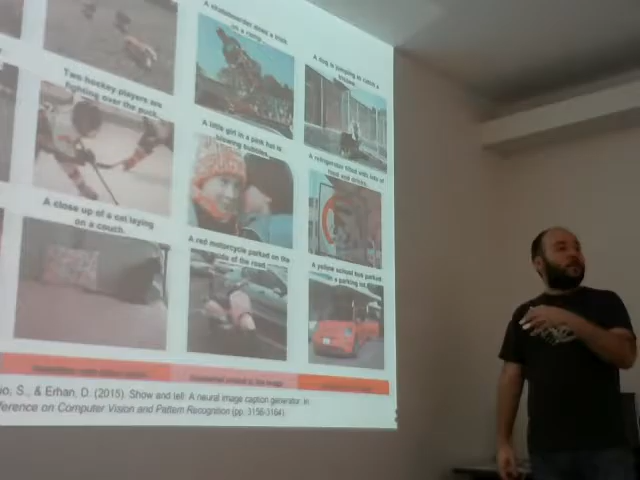 A skateboarder does a trick
on a ramp.
A dog is jumping to catch a
frisbee.
Two hockey players are
fighting over the puck.
A little girl in a pink hat is
blowing bubbles.
A refrigerator filled with lots of
food and drinks.
A close up of a cat laying
on a couch.
A red motorcycle parked on the
side of the road.
A yellow school bus parked
a parking lot.
io, S., & Erhan, D. (2015). Show and tell: A neural image caption generator. In
ference on Computer Vision and Pattern Recognition (pp. 3156-3164).